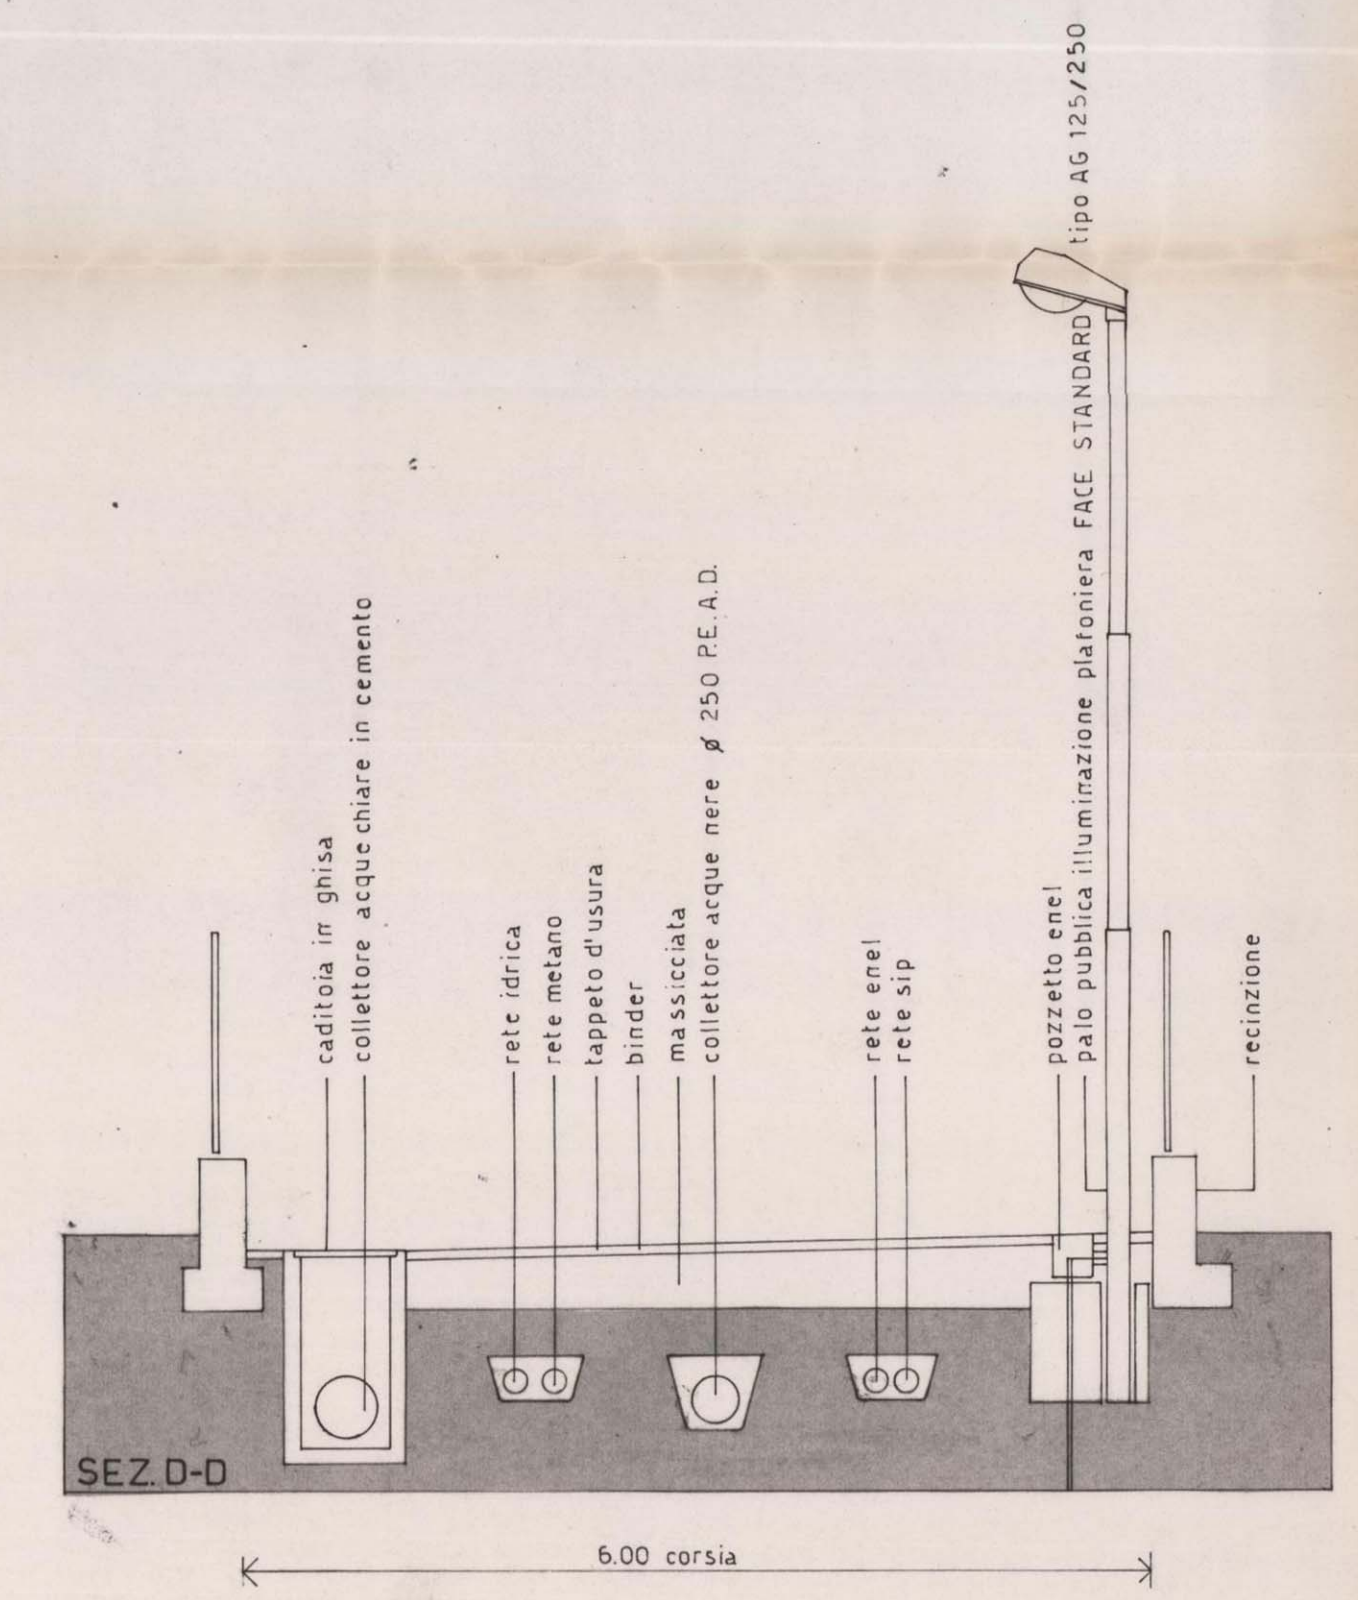 caditoia in ghisa
collettore acque chiare in cemento
rete idrica
rete metano
tappeto d'usura
binder
massicciata
collettore acque nere ø 250 P.E.A.D.
rete enel
rete sip
pozzetto enel
palo pubblica illuminazione plafoniera FACE STANDARD tipo AG 125/250
recinzione
SEZ. D-D
6.00 corsia